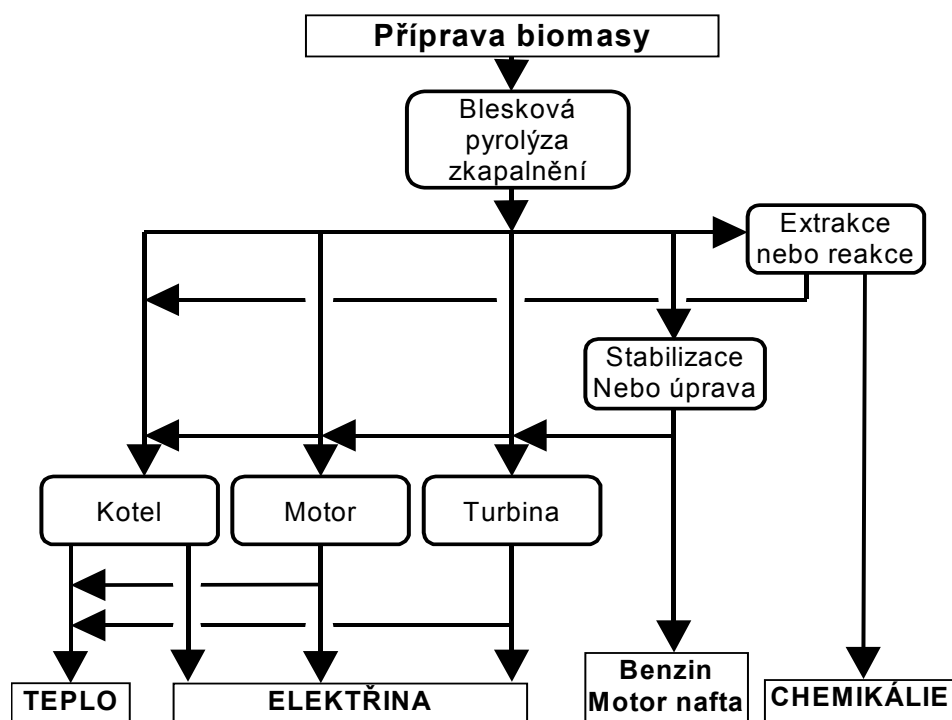 Příprava biomasy
Blesková
pyrolýza
zkapalnění
Extrakce
nebo reakce
Stabilizace
Nebo úprava
Kotel
Motor
Turbina
TEPLO
ELEKTŘINA
Benzin
Motor nafta
CHEMIKÁLIE